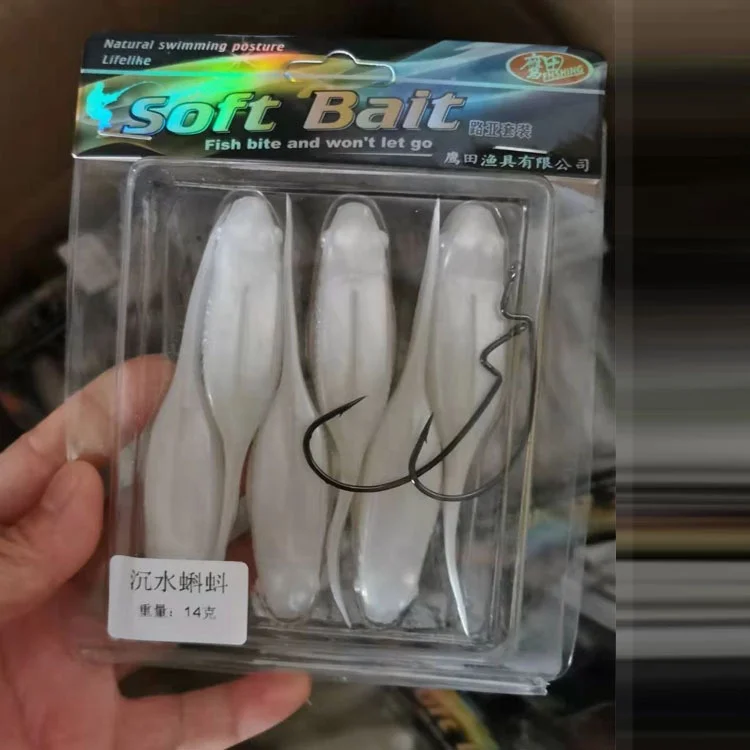 Natural swimming posture
Lifelike
鹰田
FISHING
Soft Bait
路亚套装
Fish bite and won't let go
鹰田渔具有限公司
沉水蝌蚪
重量：14克